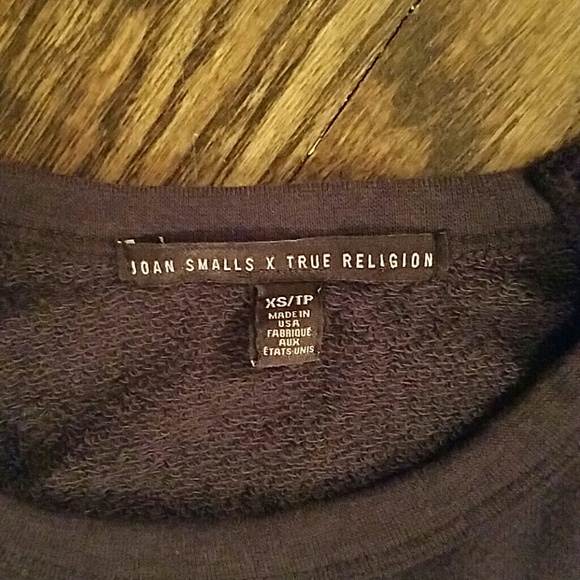 JOAN SMALLS X TRUE RELIGION
XS/TP
MADE IN
USA
FABRIQUÉ
AUX
ÉTATS-UNIS